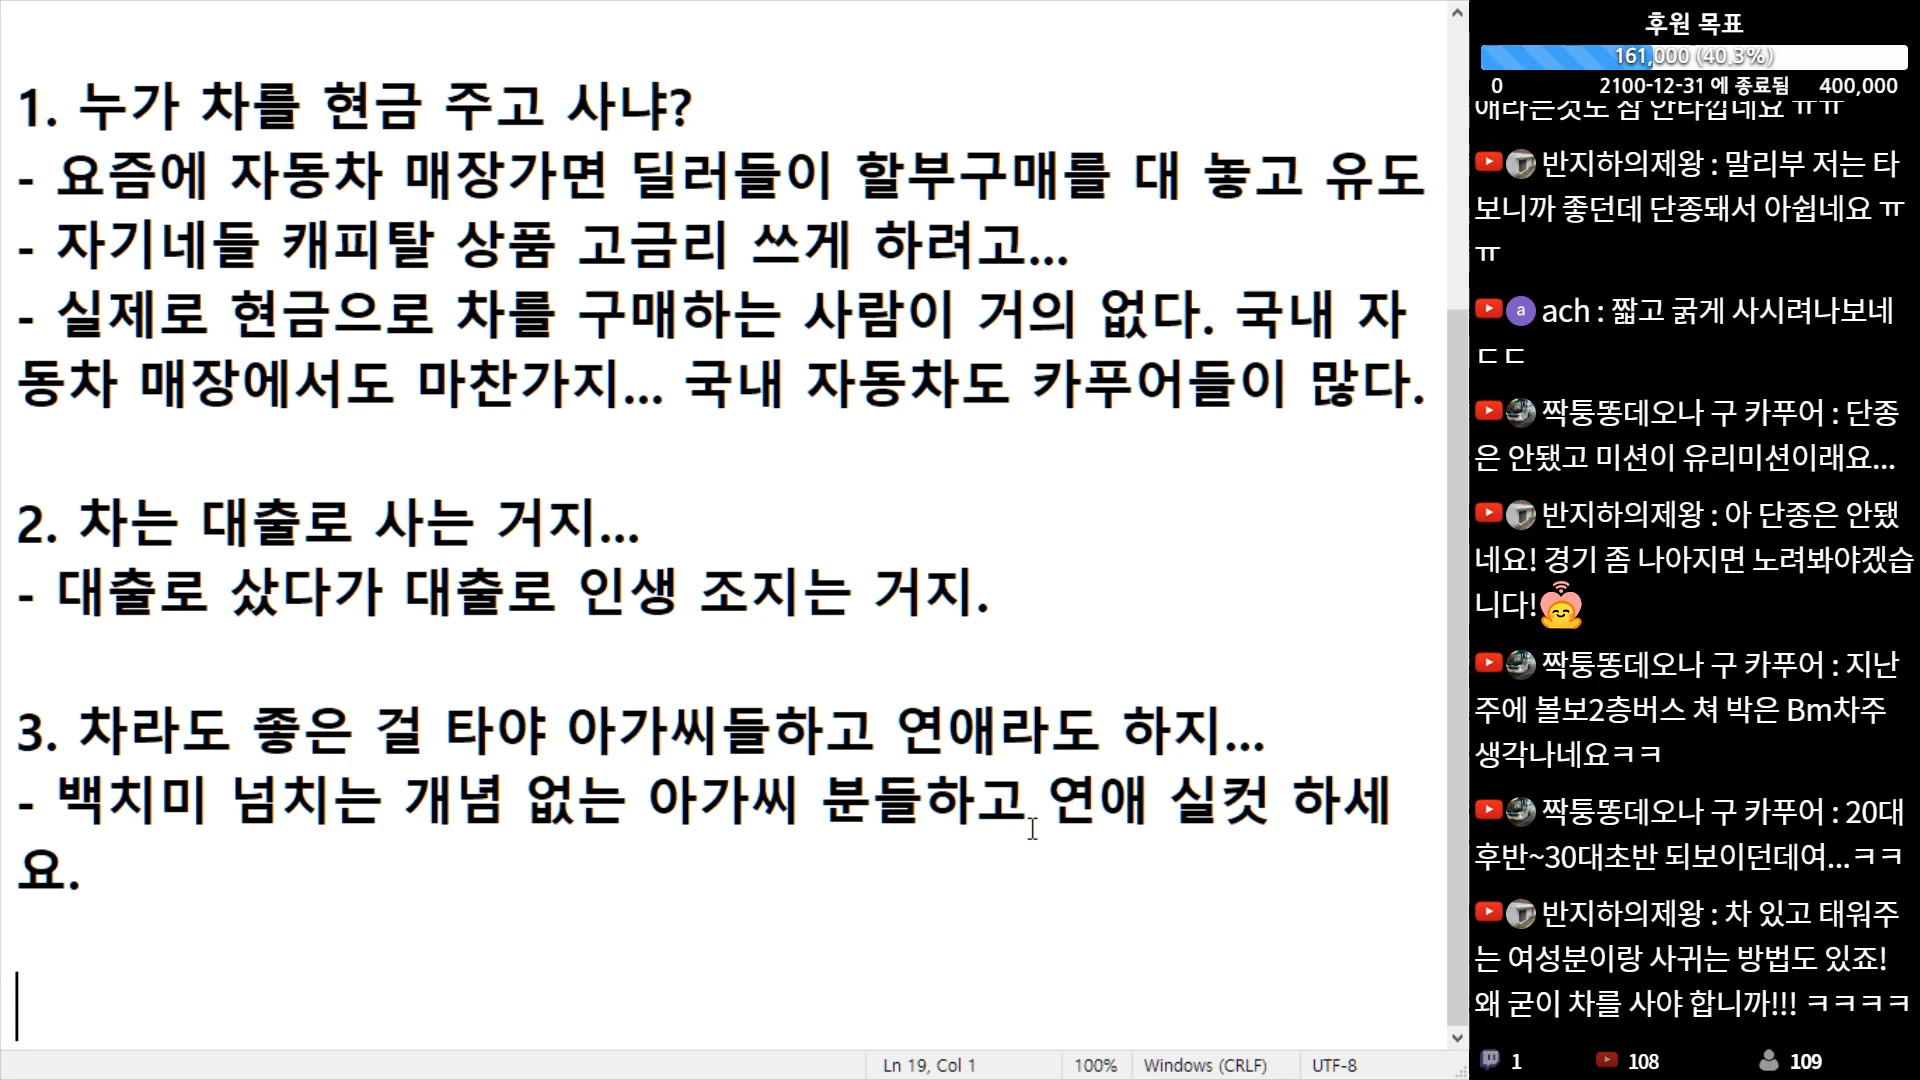 1. 누가 차를 현금 주고 사냐?
- 요즘에 자동차 매장가면 딜러들이 할부구매를 대 놓고 유도
- 자기네들 캐피탈 상품 고금리 쓰게 하려고...
- 실제로 현금으로 차를 구매하는 사람이 거의 없다. 국내 자
동차 매장에서도 마찬가지... 국내 자동차도 카푸어들이 많다.
2. 차는 대출로 사는 거지...
- 대출로 샀다가 대출로 인생 조지는 거지.
3. 차라도 좋은 걸 타야 아가씨들하고 연애라도 하지...
- 백치미 넘치는 개념 없는 아가씨 분들하고 연애 실컷 하세
요.
Ln 19, Col 1
100%
Windows (CRLF)
UTF-8
후원 목표
161,000 (40.3%)
0 2100-12-31 에 종료됨 400,000
애라는것도 참 안타깝네요 ㅠㅠ
반지하의제왕 : 말리부 저는 타
보니까 좋던데 단종돼서 아쉽네요 ㅠ
ㅠ
a ach : 짧고 굵게 사시려나보네
ㄷㄷ
짝퉁똥데오나 구 카푸어 : 단종
은 안됐고 미션이 유리미션이래요...
반지하의제왕 : 아 단종은 안됐
네요! 경기 좀 나아지면 노려봐야겠습
니다!
짝퉁똥데오나 구 카푸어 : 지난
주에 볼보2층버스 쳐 박은 Bm차주
생각나네요ㅋㅋ
짝퉁똥데오나 구 카푸어 : 20대
후반~30대초반 되보이던데여...ㅋㅋ
반지하의제왕 : 차 있고 태워주
는 여성분이랑 사귀는 방법도 있죠!
왜 굳이 차를 사야 합니까!!! ㅋㅋㅋㅋ
1 108 109